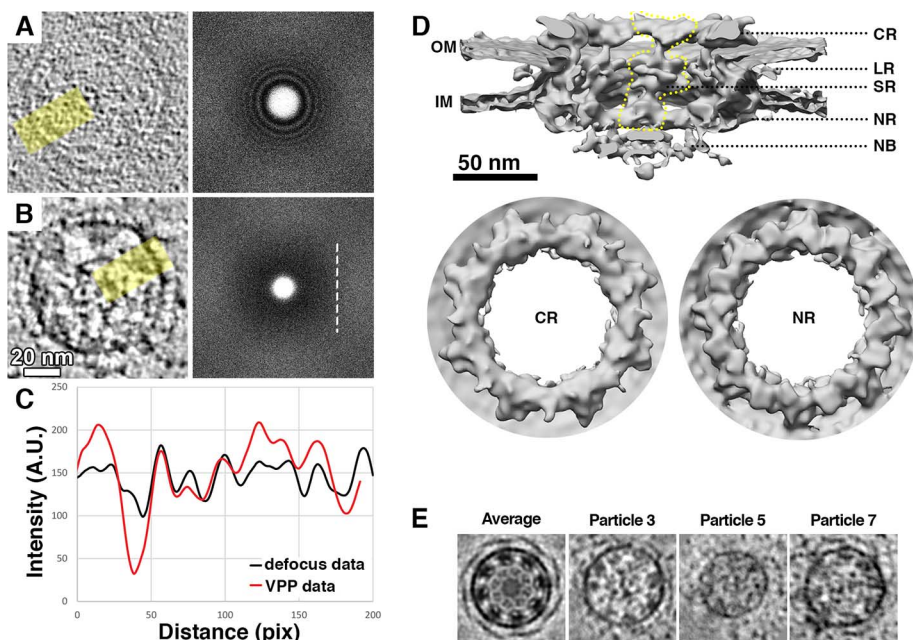 A
B
20 nm
C
250
200
150
100
50
0
Intensity (A.U.)
defocus data
VPP data
0 50 100 150 200
Distance (pix)
D
OM
IM
CR
LR
SR
NR
NB
50 nm
CR
NR
E
Average Particle 3 Particle 5 Particle 7